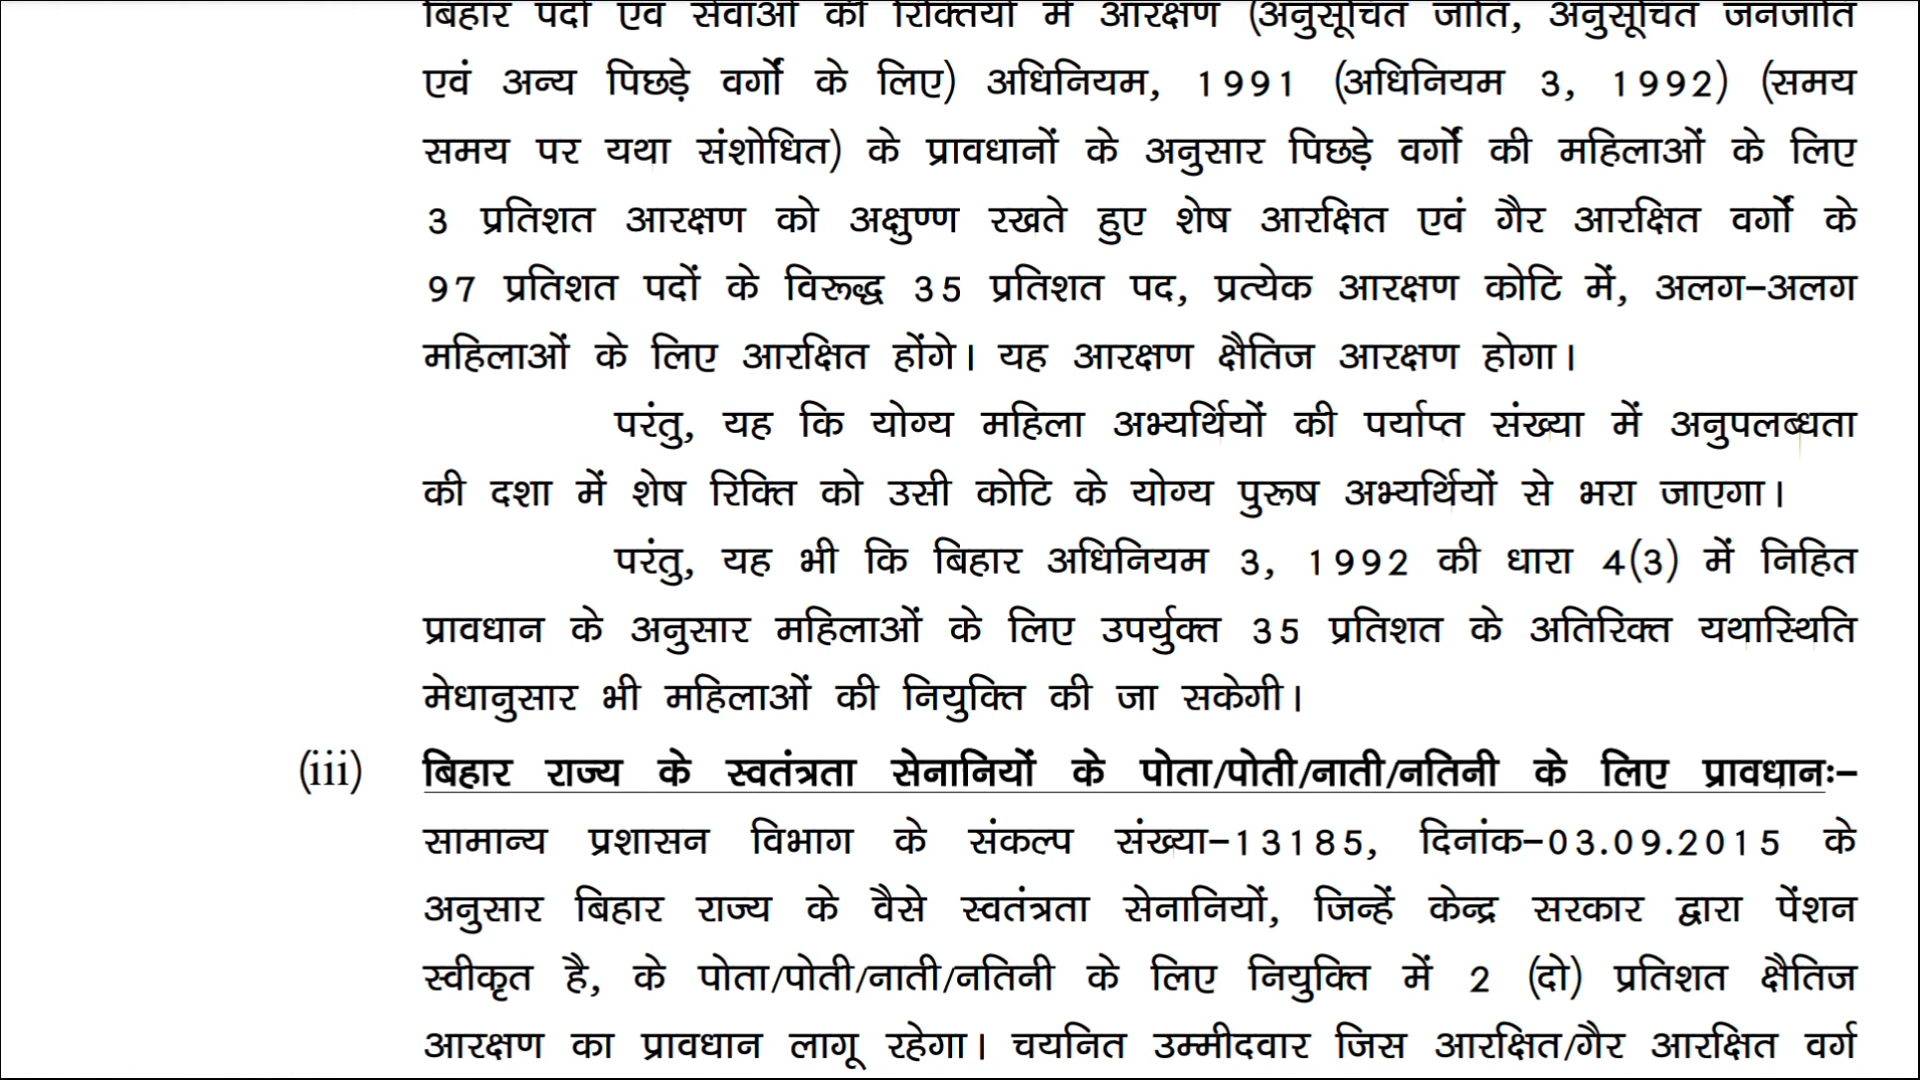 बिहार पदों एवं सेवाओं की रिक्तियों में आरक्षण (अनुसूचित जाति, अनुसूचित जनजाति
एवं अन्य पिछड़े वर्गों के लिए) अधिनियम, 1991 (अधिनियम 3, 1992) (समय
समय पर यथा संशोधित) के प्रावधानों के अनुसार पिछड़े वर्गों की महिलाओं के लिए
3 प्रतिशत आरक्षण को अक्षुण्ण रखते हुए शेष आरक्षित एवं गैर आरक्षित वर्गों के
97 प्रतिशत पदों के विरूद्ध 35 प्रतिशत पद, प्रत्येक आरक्षण कोटि में, अलग–अलग
महिलाओं के लिए आरक्षित होंगे। यह आरक्षण क्षैतिज आरक्षण होगा।
परंतु, यह कि योग्य महिला अभ्यर्थियों की पर्याप्त संख्या में अनुपलब्धता
की दशा में शेष रिक्ति को उसी कोटि के योग्य पुरूष अभ्यर्थियों से भरा जाएगा।
परंतु, यह भी कि बिहार अधिनियम 3, 1992 की धारा 4(3) में निहित
प्रावधान के अनुसार महिलाओं के लिए उपर्युक्त 35 प्रतिशत के अतिरिक्त यथास्थिति
मेधानुसार भी महिलाओं की नियुक्ति की जा सकेगी।
(iii) बिहार राज्य के स्वतंत्रता सेनानियों के पोता/पोती/नाती/नतिनी के लिए प्रावधानः–
सामान्य प्रशासन विभाग के संकल्प संख्या–13185, दिनांक–03.09.2015 के
अनुसार बिहार राज्य के वैसे स्वतंत्रता सेनानियों, जिन्हें केन्द्र सरकार द्वारा पेंशन
स्वीकृत है, के पोता/पोती/नाती/नतिनी के लिए नियुक्ति में 2 (दो) प्रतिशत क्षैतिज
आरक्षण का प्रावधान लागू रहेगा। चयनित उम्मीदवार जिस आरक्षित/गैर आरक्षित वर्ग